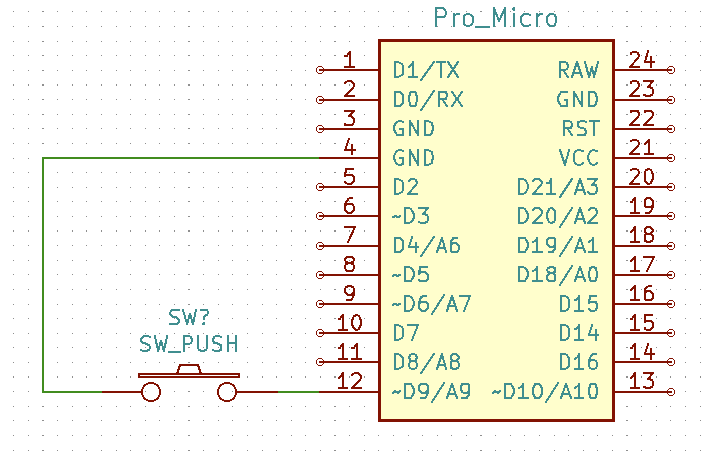 Pro_Micro
1 D1/TX RAW 24
2 D0/RX GND 23
3 GND RST 22
4 GND VCC 21
5 D2 D21/A3 20
6 ~D3 D20/A2 19
7 D4/A6 D19/A1 18
8 ~D5 D18/A0 17
9 ~D6/A7 D15 16
10 D7 D14 15
11 D8/A8 D16 14
12 ~D9/A9 ~D10/A10 13
SW?
SW_PUSH